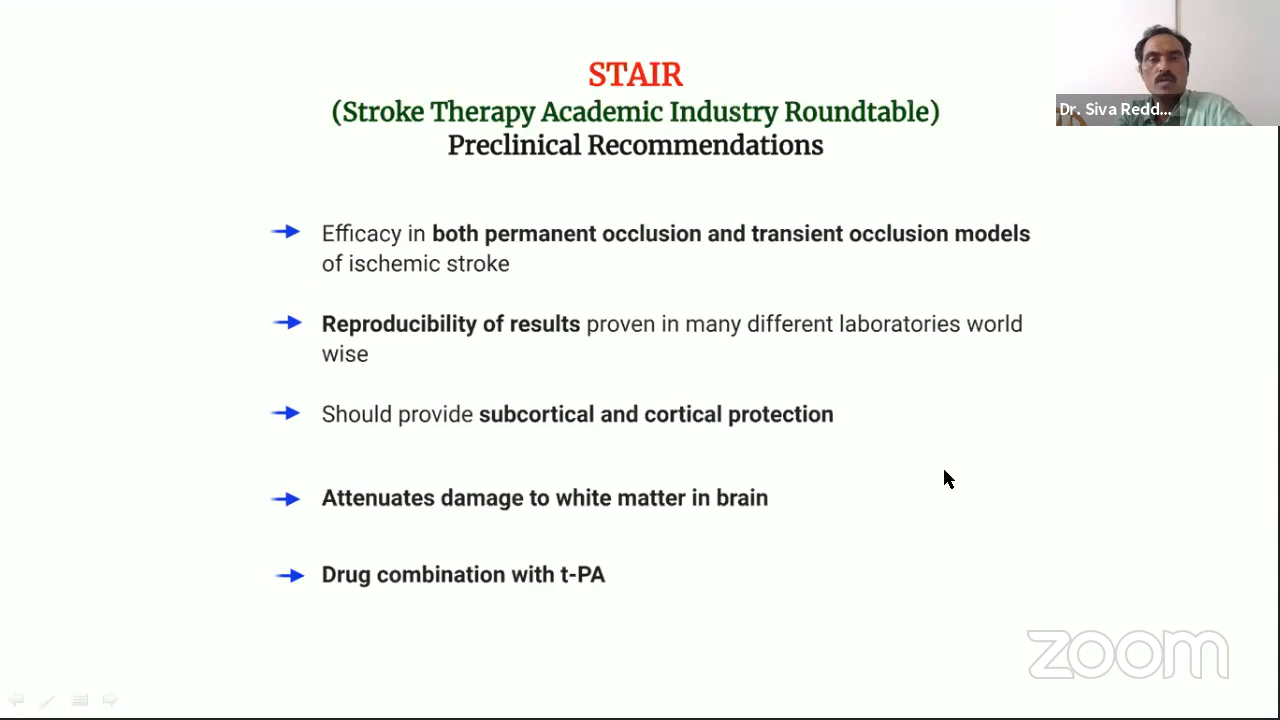 STAIR
(Stroke Therapy Academic Industry Roundtable)
Preclinical Recommendations
Dr. Siva Redd...
Efficacy in both permanent occlusion and transient occlusion models
of ischemic stroke
Reproducibility of results proven in many different laboratories world
wise
Should provide subcortical and cortical protection
Attenuates damage to white matter in brain
Drug combination with t-PA
zoom